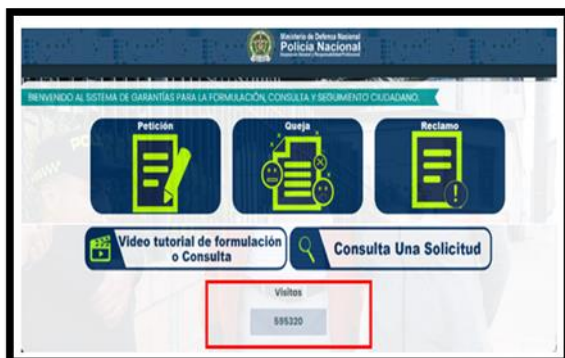 Ministerio de Defensa Nacional
Policía Nacional
BIENVENIDO AL SISTEMA DE GARANTÍAS PARA LA FORMULACIÓN, CONSULTA Y SEGUIMIENTO CIUDADANO.
Petición
Queja
Reclamo
Video tutorial de formulación
o Consulta
Consulta Una Solicitud
Visitas
595320